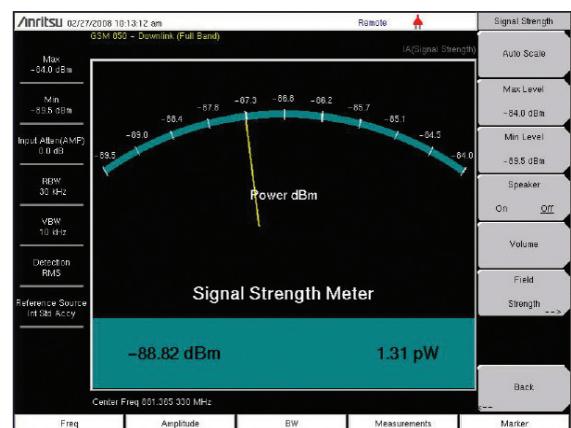 Anritsu 02/27/2008 10:13:12 am
Remote
Signal Strength
GSM 850 - Downlink (Full Band)
IA(Signal Strength)
Auto Scale
Max
-84.0 dBm
Min
-89.5 dBm
Input Atten(AMP)
0.0 dB
RBW
30 kHz
VBW
10 kHz
Detection
RMS
Reference Source
Int Std Accy
-89.5
-89.0
-88.4
-87.8
-87.3
-86.8
-86.2
-85.7
-85.1
-84.5
-84.0
Power dBm
Signal Strength Meter
-88.82 dBm
1.31 pW
Center Freq 881.385 330 MHz
Max Level
-84.0 dBm
Min Level
-89.5 dBm
Speaker
On Off
Volume
Field
Strength
-->
Back
<--
Freq
Amplitude
BW
Measurements
Marker